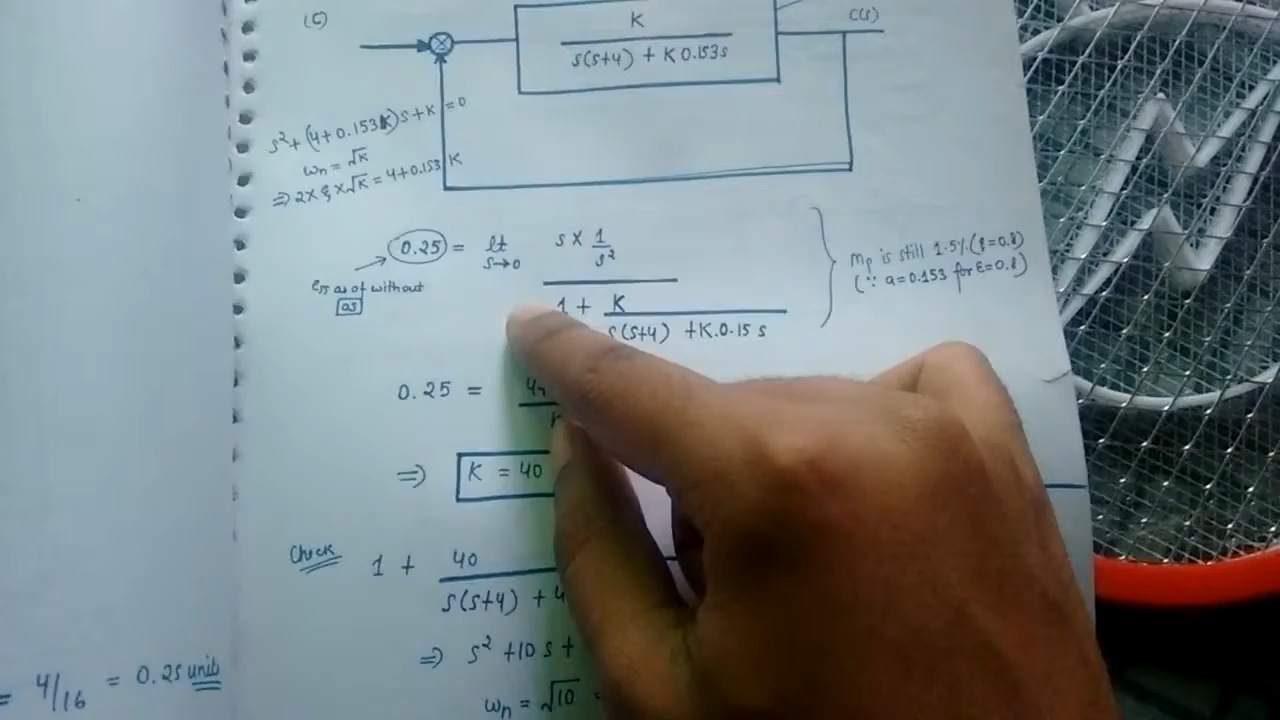 (c)
K
s(s+4) + K 0.153s
C(s)
s² + (4+0.153K)s + K = 0
ωn = √K
⇒ 2 × ξ × √K = 4+0.153 K
0.25 = lt s→0
s × 1/s²
1 + K
s(s+4) + K.0.15 s
Mp is still 1.5% (ξ=0.8)
(∵ a=0.153 for ξ=0.8)
Ess as of without
as
0.25 =
⇒ K = 40
Check
1 + 40
s(s+4) +
⇒ s² + 10 s +
ωn = √10 =
= 4/16 = 0.25 units